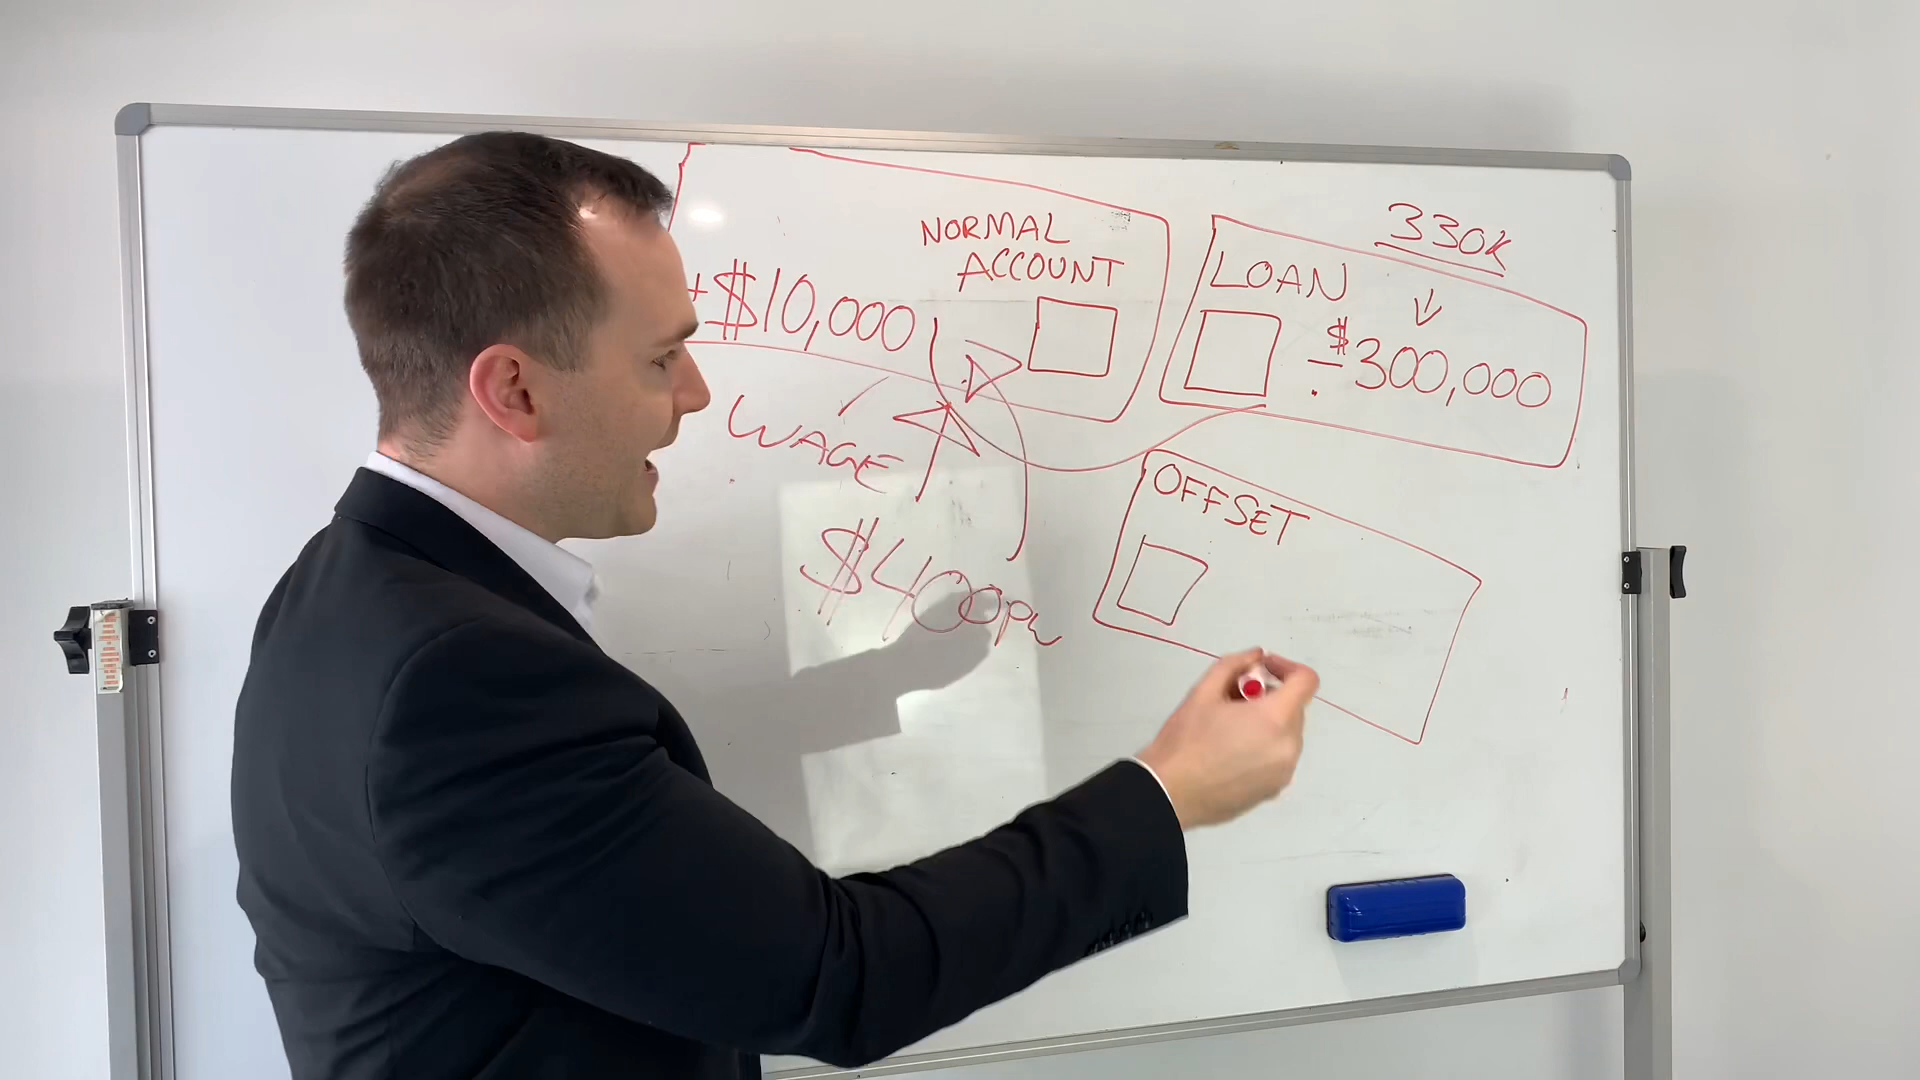 NORMAL
ACCOUNT
+$10,000
WAGE
$400pw
330K
LOAN
-$300,000
OFFSET